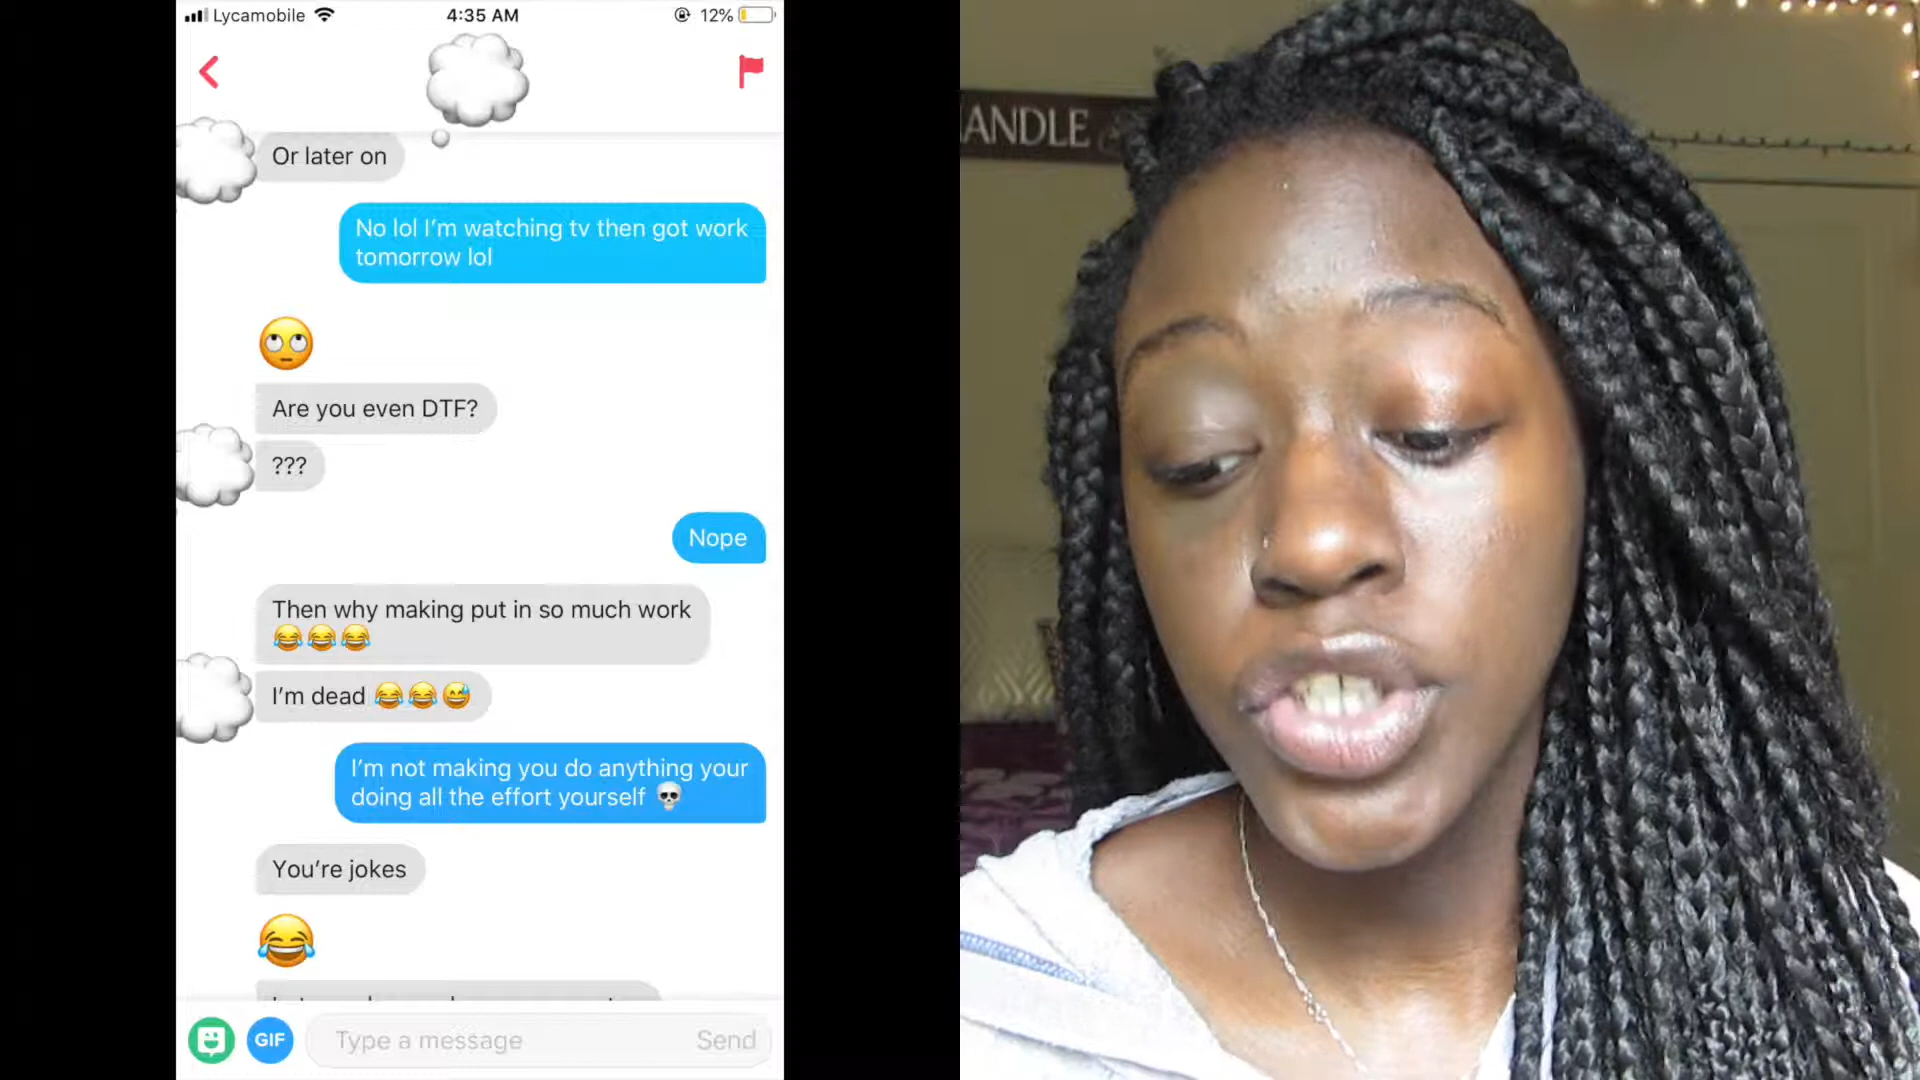 Lycamobile
4:35 AM
12%
Or later on
No lol I’m watching tv then got work
tomorrow lol
🙄
Are you even DTF?
???
Nope
Then why making put in so much work
😂😂😂
I’m dead 😂😂😅
I’m not making you do anything your
doing all the effort yourself 💀
You’re jokes
😂
GIF
Type a message
Send
ANDLE